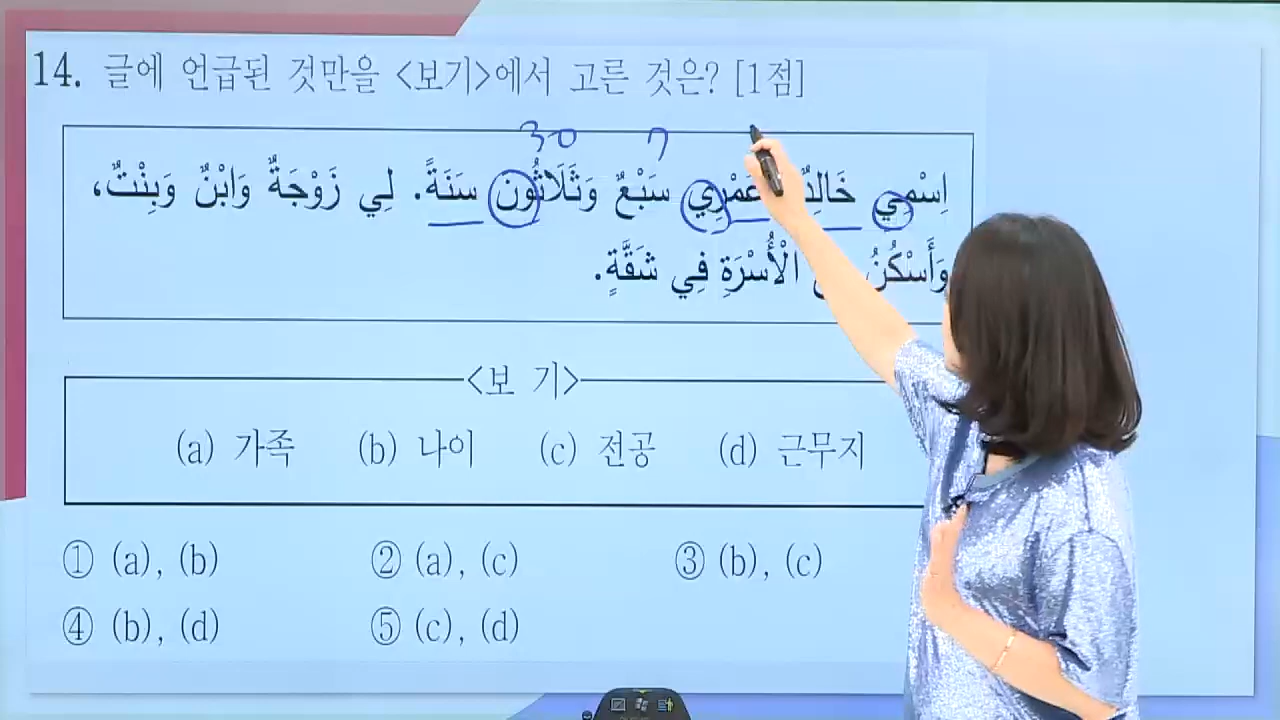 14. 글에 언급된 것만을 <보기>에서 고른 것은? [1점]
30 7
اِسْمِي خَالِدٌ عَمْرِي سَبْعٌ وَثَلَاثُون سَنَةً. لِي زَوْجَةٌ وَابْنٌ وَبِنْتٌ،
وَأَسْكُنُ الْأُسْرَةِ فِي شَقَّةٍ.
<보 기>
(a) 가족 (b) 나이 (c) 전공 (d) 근무지
① (a), (b) ② (a), (c) ③ (b), (c)
④ (b), (d) ⑤ (c), (d)